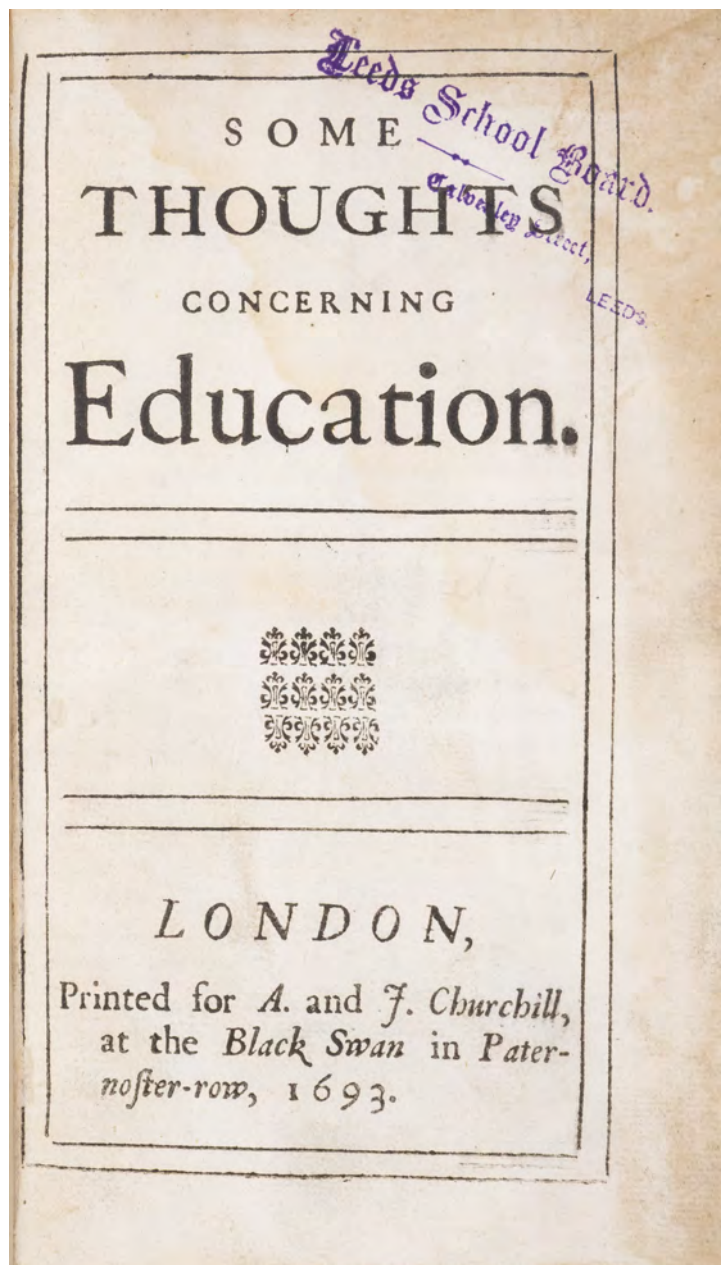 Leeds School Board.
Calverley Street,
LEEDS.
SOME
THOUGHTS
CONCERNING
Education.
LONDON,
Printed for A. and J. Churchill,
at the Black Swan in Pater-
noſter-row, 1693.